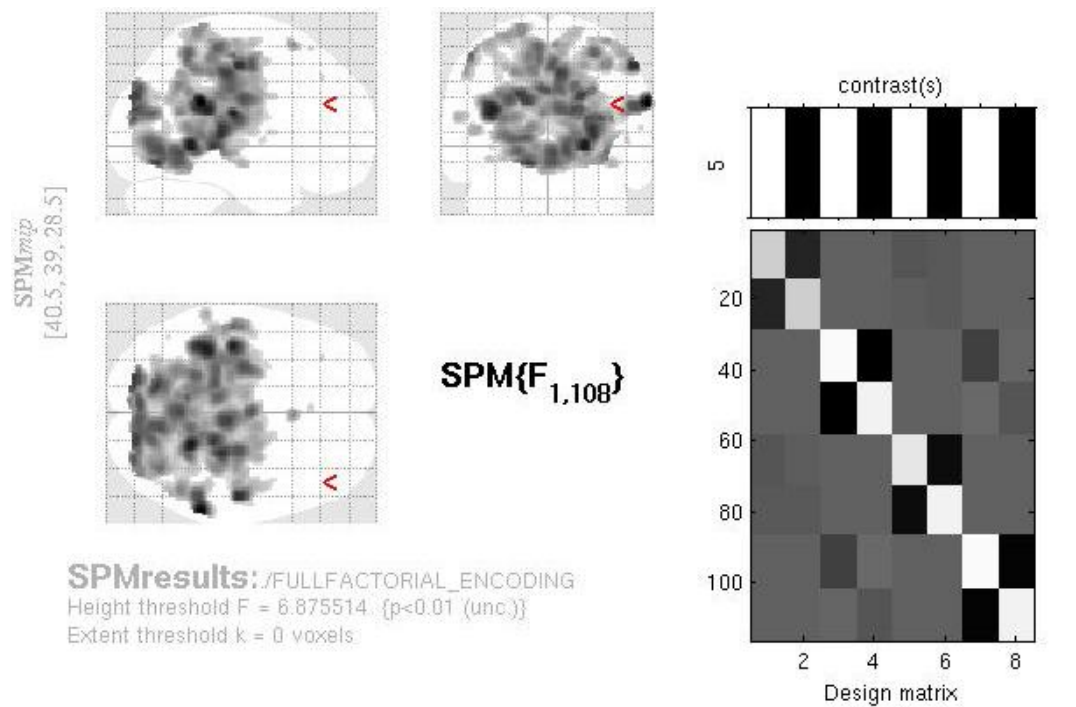 SPMmip
[40.5, 39, 28.5]
<
<
<
SPM{F1,108}
SPMresults: ./FULLFACTORIAL_ENCODING
Height threshold F = 6.875514 {p<0.01 (unc.)}
Extent threshold k = 0 voxels
contrast(s)
5
20
40
60
80
100
2 4 6 8
Design matrix